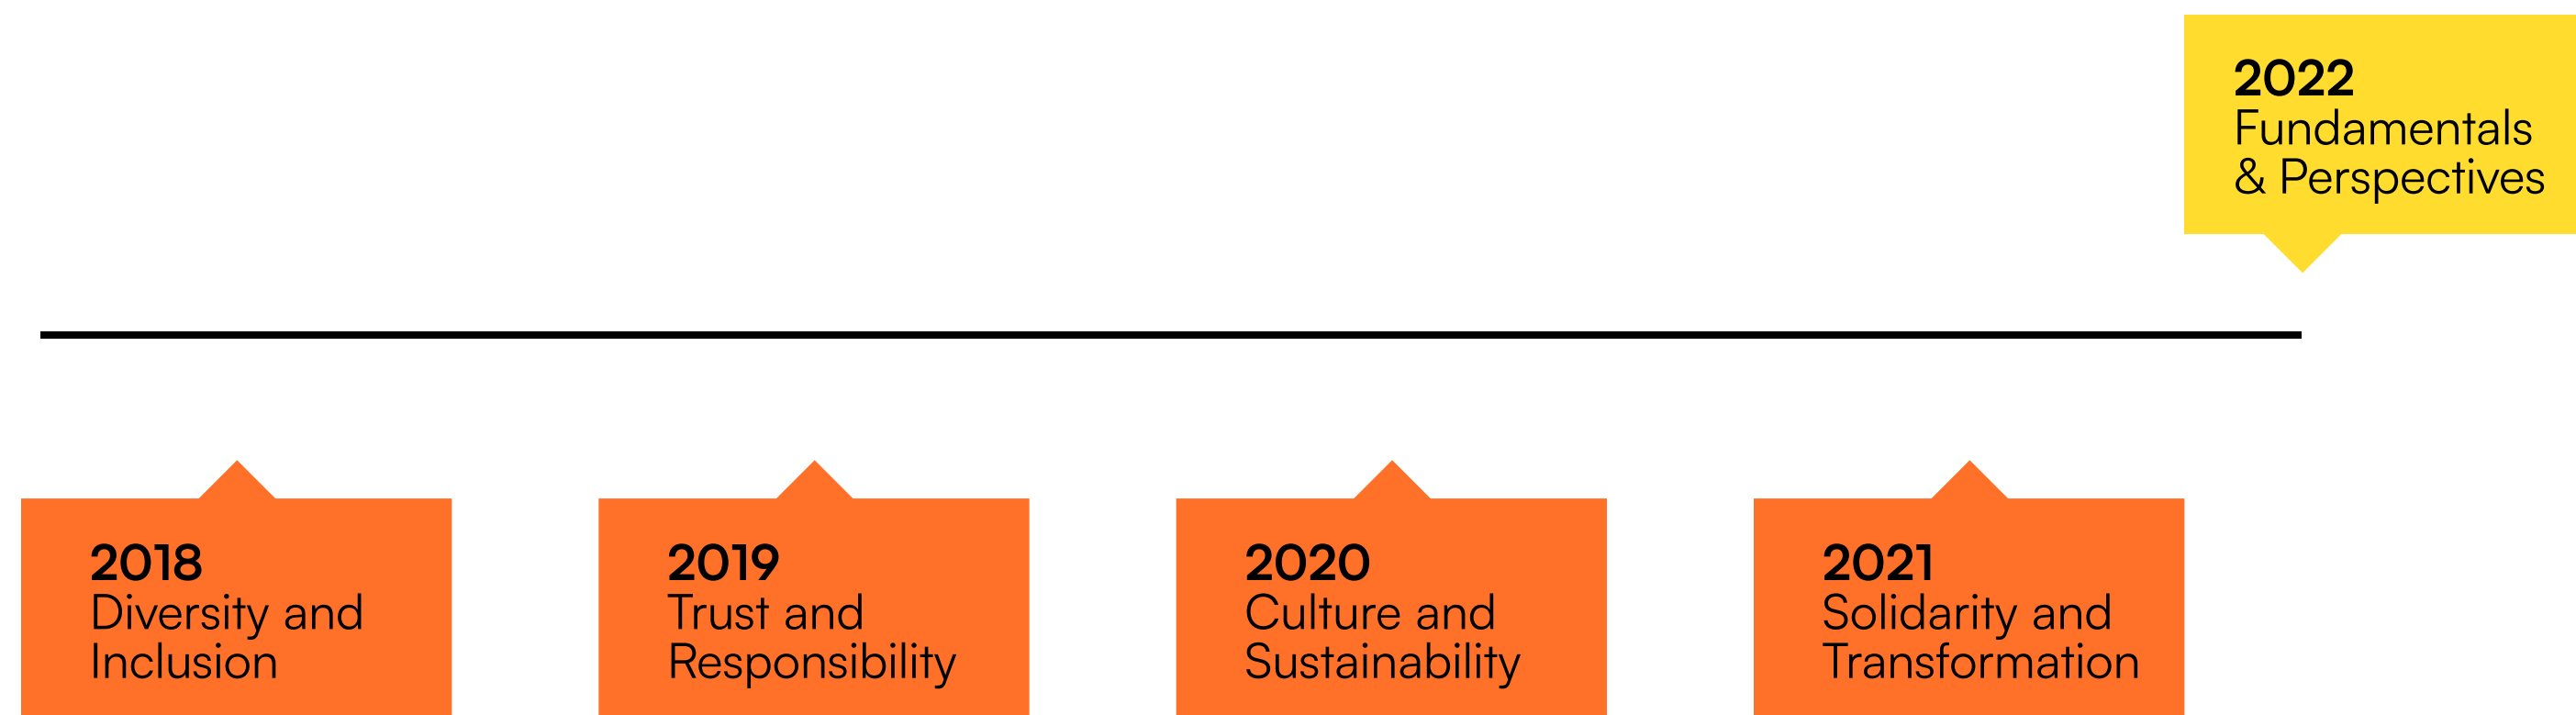 2018
Diversity and
Inclusion
2019
Trust and
Responsibility
2020
Culture and
Sustainability
2021
Solidarity and
Transformation
2022
Fundamentals
& Perspectives